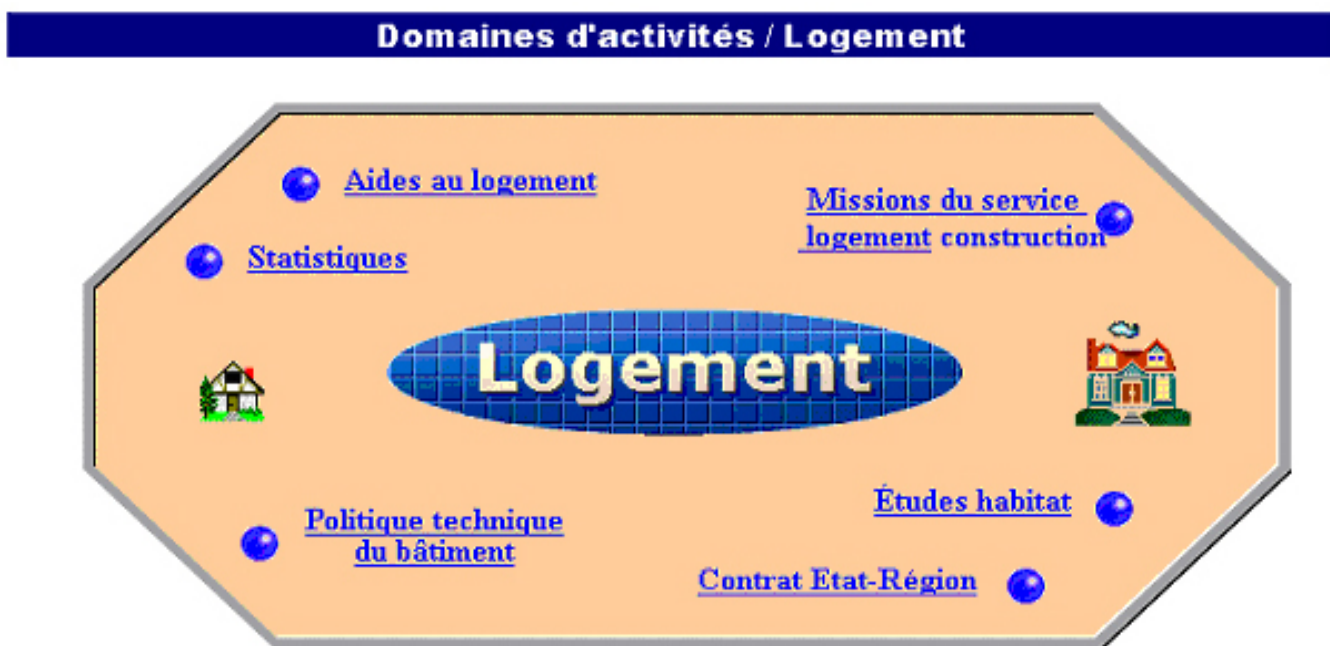 Domaines d'activités / Logement
Aides au logement
Missions du service
logement construction
Statistiques
Logement
Études habitat
Politique technique
du bâtiment
Contrat Etat-Région